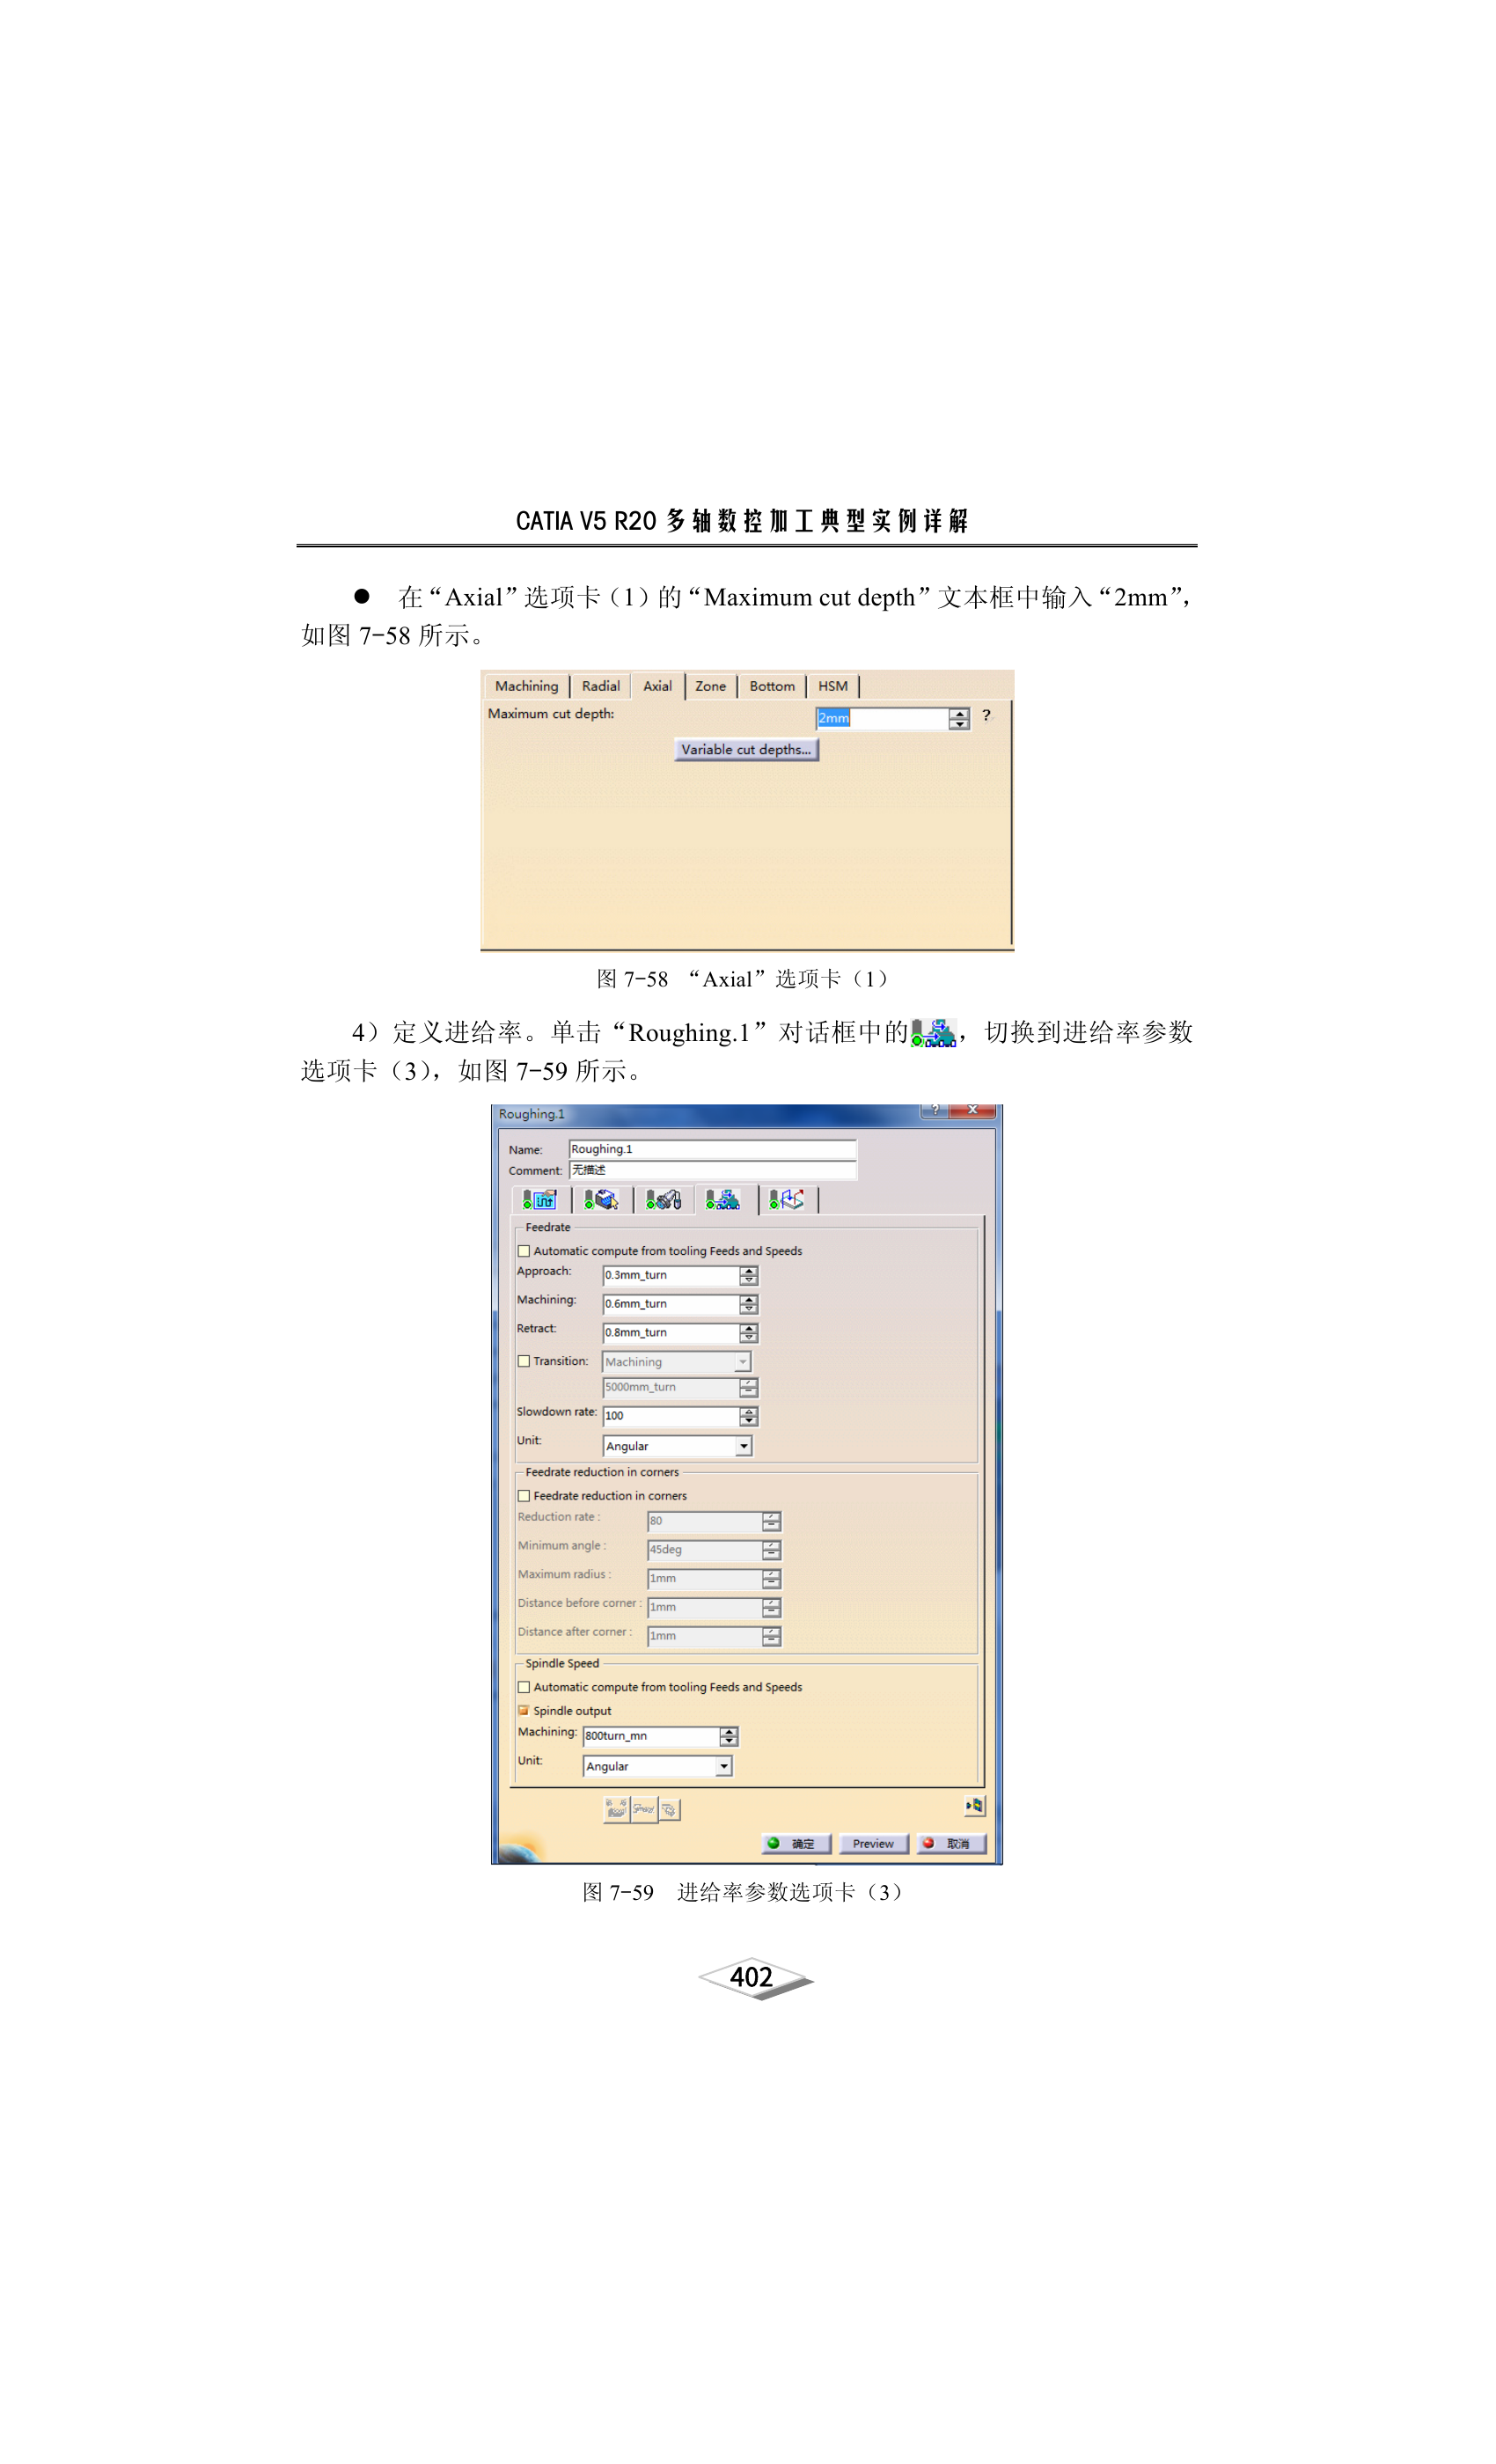 CATIA V5 R20 多轴数控加工典型实例详解
● 在“Axial”选项卡（1）的“Maximum cut depth”文本框中输入“2mm”，
如图 7-58 所示。
Machining Radial Axial Zone Bottom HSM
Maximum cut depth: 2mm ?
Variable cut depths...
图 7-58 “Axial”选项卡（1）
4）定义进给率。单击“Roughing.1”对话框中的，切换到进给率参数
选项卡（3），如图 7-59 所示。
Roughing.1 ? x
Name: Roughing.1
Comment: 无描述
Feedrate
Automatic compute from tooling Feeds and Speeds
Approach: 0.3mm_turn
Machining: 0.6mm_turn
Retract: 0.8mm_turn
Transition: Machining
5000mm_turn
Slowdown rate: 100
Unit: Angular
Feedrate reduction in corners
Feedrate reduction in corners
Reduction rate : 80
Minimum angle : 45deg
Maximum radius : 1mm
Distance before corner : 1mm
Distance after corner : 1mm
Spindle Speed
Automatic compute from tooling Feeds and Speeds
Spindle output
Machining: 800turn_mn
Unit: Angular
确定 Preview 取消
图 7-59 进给率参数选项卡（3）
402